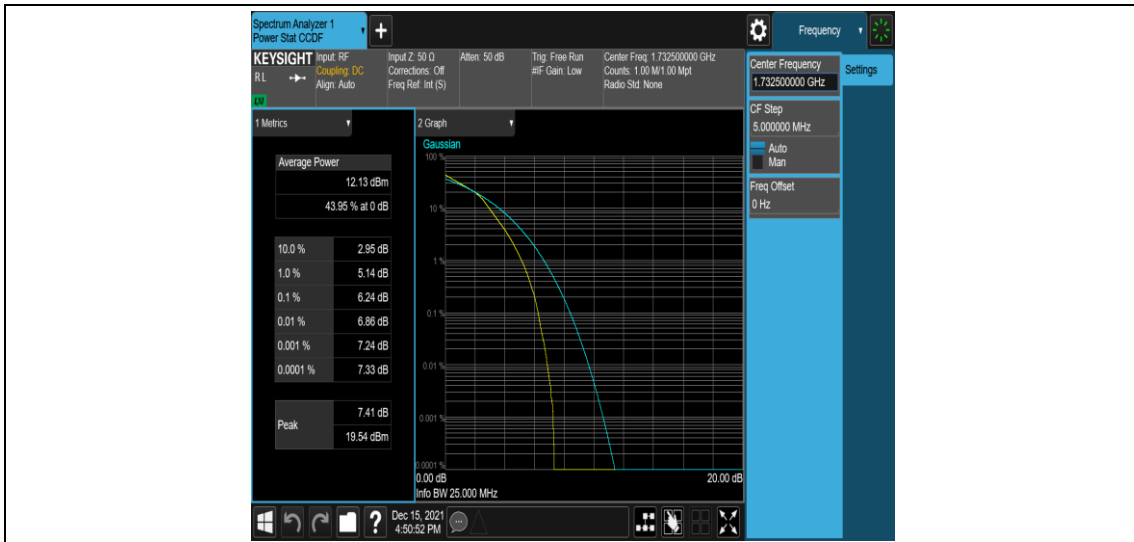 Spectrum Analyzer 1
Power Stat CCDF
+
Frequency
KEYSIGHT
RL
Input: RF
Coupling: DC
Align: Auto
Input Z: 50 Ω
Corrections: Off
Freq Ref: Int (S)
Atten: 50 dB
Trig: Free Run
#IF Gain: Low
Center Freq: 1.732500000 GHz
Counts: 1.00 M/1.00 Mpt
Radio Std: None
Center Frequency
1.732500000 GHz
Settings
CF Step
5.000000 MHz
Auto
Man
Freq Offset
0 Hz
1 Metrics
Average Power
12.13 dBm
43.95 % at 0 dB
10.0 % 2.95 dB
1.0 % 5.14 dB
0.1 % 6.24 dB
0.01 % 6.86 dB
0.001 % 7.24 dB
0.0001 % 7.33 dB
Peak
7.41 dB
19.54 dBm
2 Graph
Gaussian
100 %
10 %
1 %
0.1 %
0.01 %
0.001 %
0.0001 %
0.00 dB 20.00 dB
Info BW 25.000 MHz
?
Dec 15, 2021
4:50:52 PM